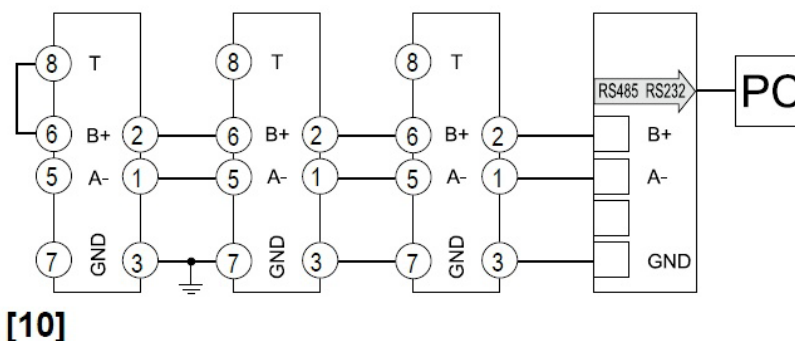 8 T 8 T 8 T
RS485 RS232 PC
6 B+ 2 6 B+ 2 6 B+ 2 B+
5 A- 1 5 A- 1 5 A- 1 A-
7 GND 3 7 GND 3 7 GND 3 GND
[10]